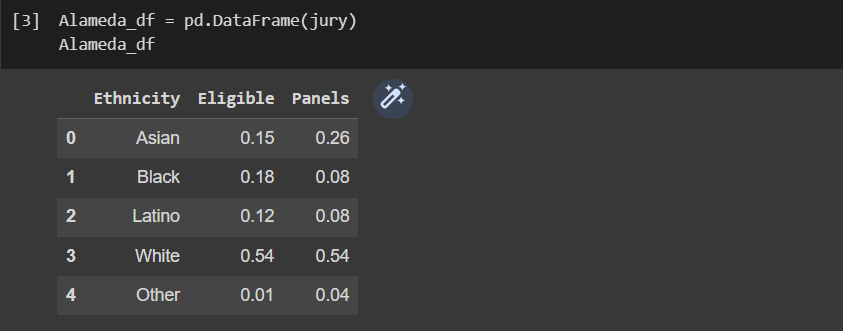 [3] Alameda_df = pd.DataFrame(jury)
Alameda_df
Ethnicity Eligible Panels
0 Asian 0.15 0.26
1 Black 0.18 0.08
2 Latino 0.12 0.08
3 White 0.54 0.54
4 Other 0.01 0.04